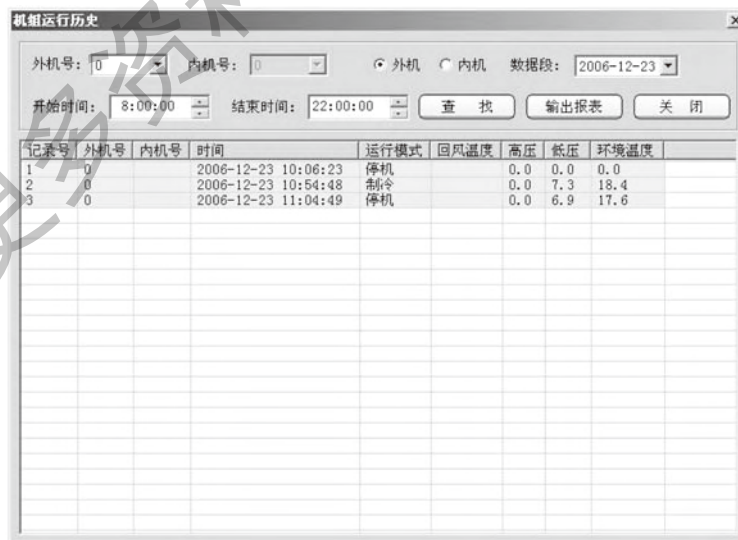 机组运行历史
外机号: 0 内机号: 0 外机 内机 数据段: 2006-12-23
开始时间: 8:00:00 结束时间: 22:00:00 查 找 输出报表 关 闭
记录号 外机号 内机号 时间 运行模式 回风温度 高压 低压 环境温度
1 0 2006-12-23 10:06:23 停机 0.0 0.0 0.0
2 0 2006-12-23 10:54:48 制冷 0.0 7.3 18.4
3 0 2006-12-23 11:04:49 停机 0.0 6.9 17.6
更多资料